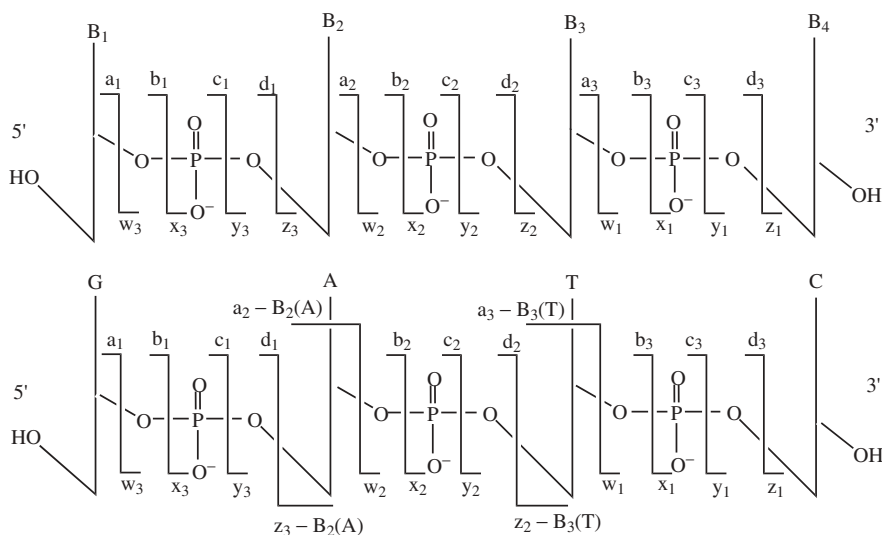 B1 B2 B3 B4
a1 b1 c1 d1 a2 b2 c2 d2 a3 b3 c3 d3
5' O O O 3'
HO O P O O P O O P O OH
O− O− O−
w3 x3 y3 z3 w2 x2 y2 z2 w1 x1 y1 z1
G A T C
a2 – B2(A) a3 – B3(T)
a1 b1 c1 d1 b2 c2 d2 b3 c3 d3
5' O O O 3'
HO O P O O P O O P O OH
O− O− O−
w3 x3 y3 w2 x2 y2 w1 x1 y1 z1
z3 – B2(A) z2 – B3(T)